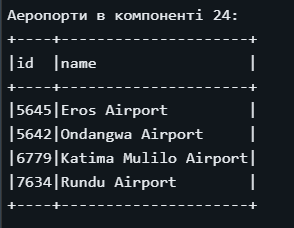 Аеропорти в компоненті 24:
+----+---------------------+
|id  |name                 |
+----+---------------------+
|5645|Eros Airport         |
|5642|Ondangwa Airport     |
|6779|Katima Mulilo Airport|
|7634|Rundu Airport        |
+----+---------------------+